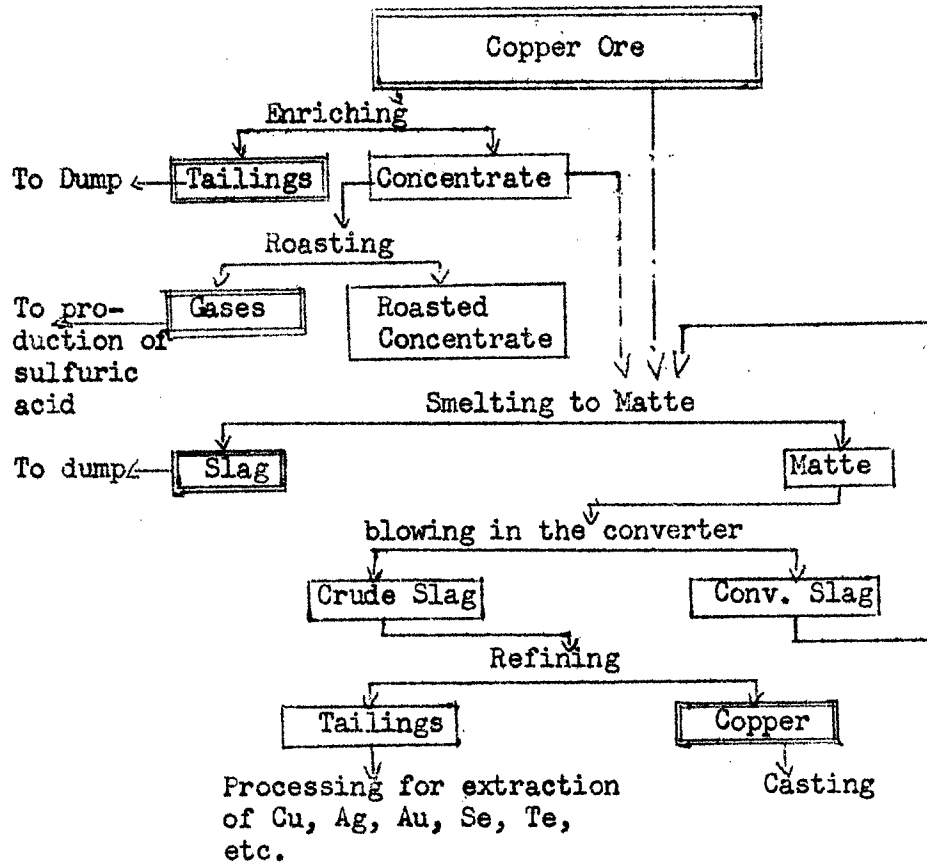 Copper Ore
Enriching
To Dump
Tailings
Concentrate
Roasting
To pro-
duction of
sulfuric
acid
Gases
Roasted
Concentrate
Smelting to Matte
To dump
Slag
Matte
blowing in the converter
Crude Slag
Conv. Slag
Refining
Tailings
Copper
Processing for extraction
of Cu, Ag, Au, Se, Te,
etc.
Casting